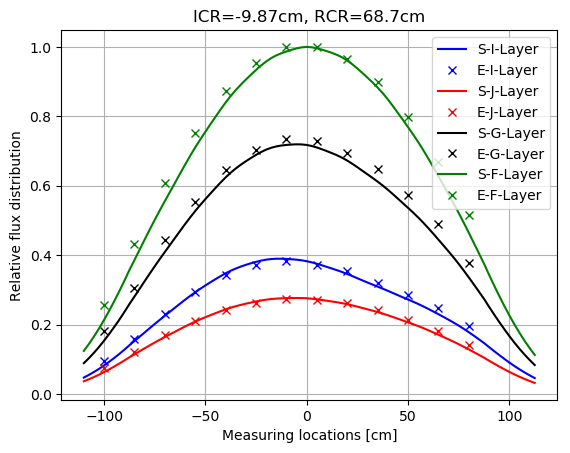 ICR=-9.87cm, RCR=68.7cm
1.0
0.8
0.6
0.4
0.2
0.0
Relative flux distribution
−100
−50
0
50
100
Measuring locations [cm]
S-I-Layer
E-I-Layer
S-J-Layer
E-J-Layer
S-G-Layer
E-G-Layer
S-F-Layer
E-F-Layer